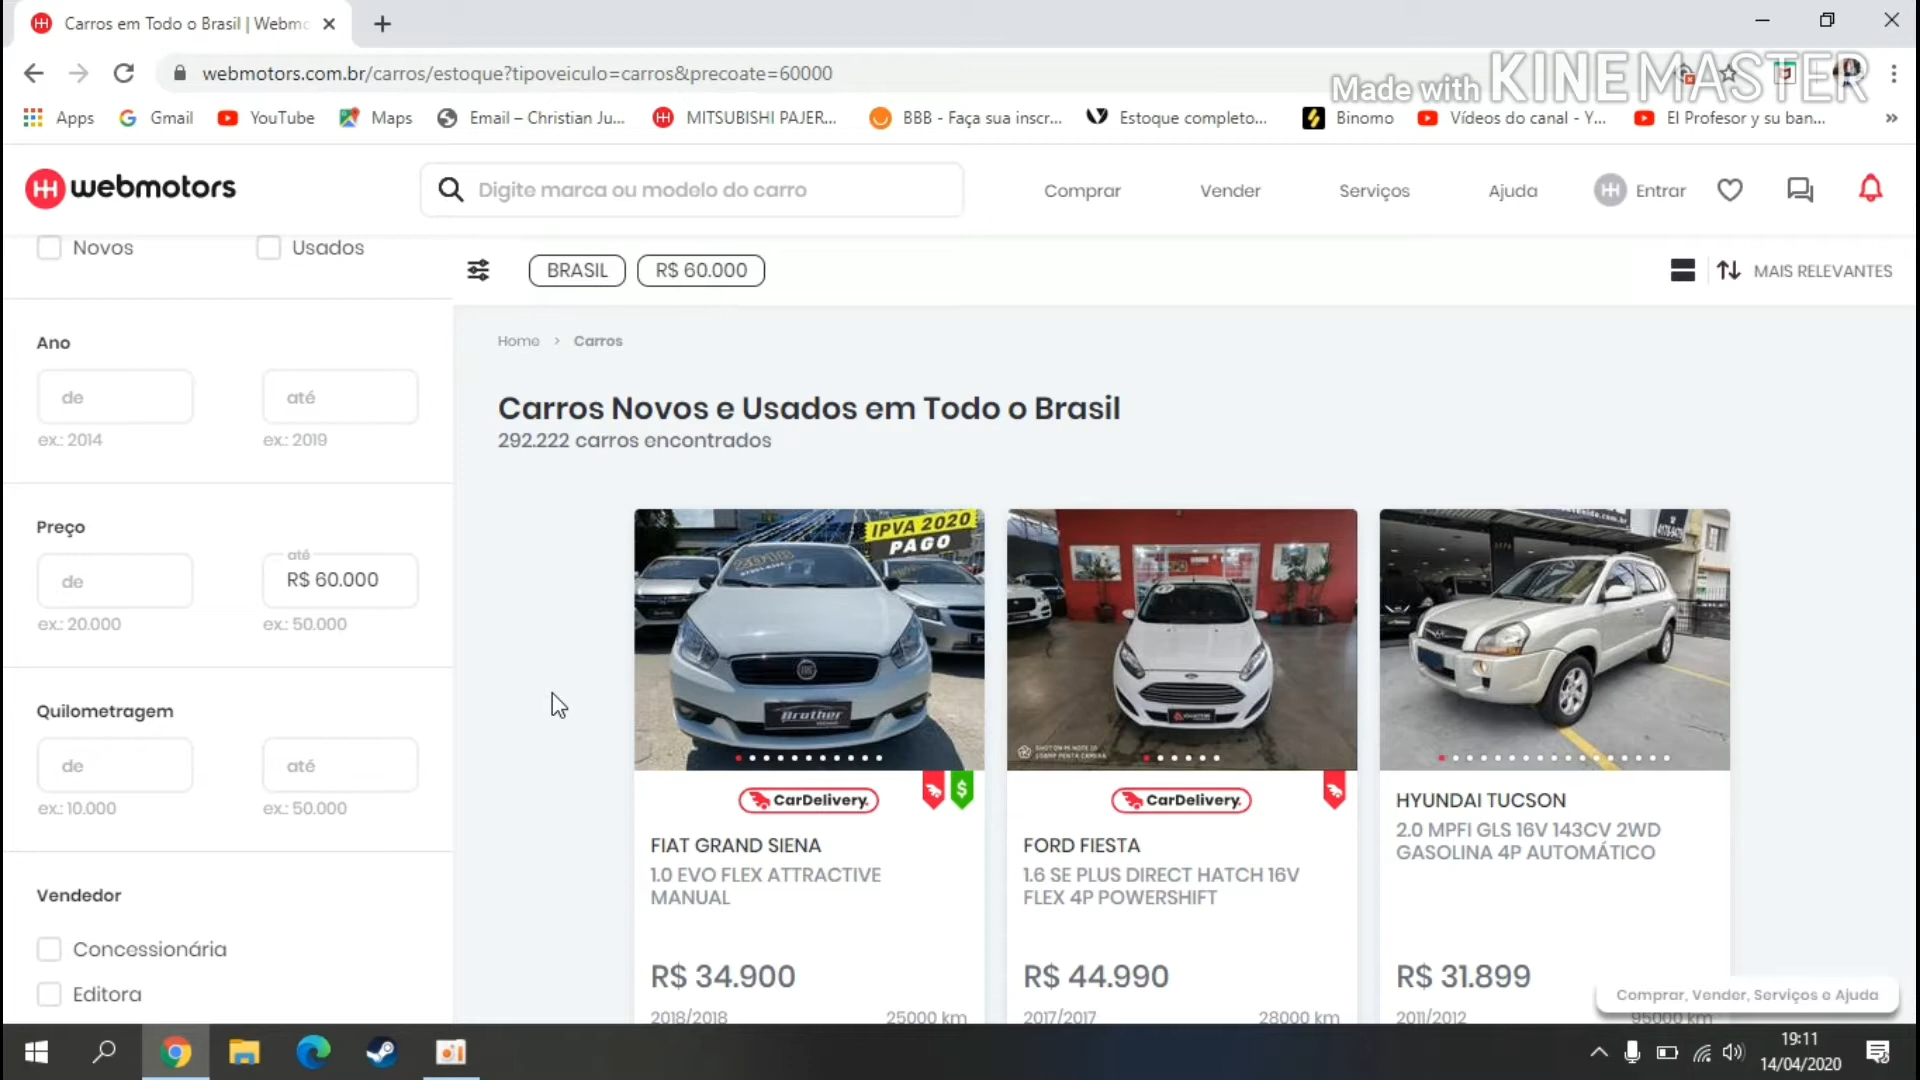 Carros em Todo o Brasil | Webmo
webmotors.com.br/carros/estoque?tipoveiculo=carros&precoate=60000
Made with KINEMASTER
Apps
Gmail
YouTube
Maps
Email – Christian Ju...
MITSUBISHI PAJER...
BBB - Faça sua inscr...
Estoque completo...
Binomo
Vídeos do canal - Y...
El Profesor y su ban...
»
webmotors
Digite marca ou modelo do carro
Comprar
Vender
Serviços
Ajuda
Entrar
Novos
Usados
BRASIL
R$ 60.000
MAIS RELEVANTES
Home > Carros
Ano
de
até
ex.: 2014
ex.: 2019
Carros Novos e Usados em Todo o Brasil
292.222 carros encontrados
Preço
de
até
R$ 60.000
ex.: 20.000
ex.: 50.000
Quilometragem
de
até
ex.: 10.000
ex.: 50.000
Vendedor
Concessionária
Editora
IPVA 2020
PAGO
Brother
CarDelivery.
$
FIAT GRAND SIENA
1.0 EVO FLEX ATTRACTIVE
MANUAL
R$ 34.900
2018/2018
25000 km
CarDelivery.
FORD FIESTA
1.6 SE PLUS DIRECT HATCH 16V
FLEX 4P POWERSHIFT
R$ 44.990
2017/2017
28000 km
HYUNDAI TUCSON
2.0 MPFI GLS 16V 143CV 2WD
GASOLINA 4P AUTOMÁTICO
R$ 31.899
2011/2012
95000 km
Comprar, Vender, Serviços e Ajuda
19:11
14/04/2020